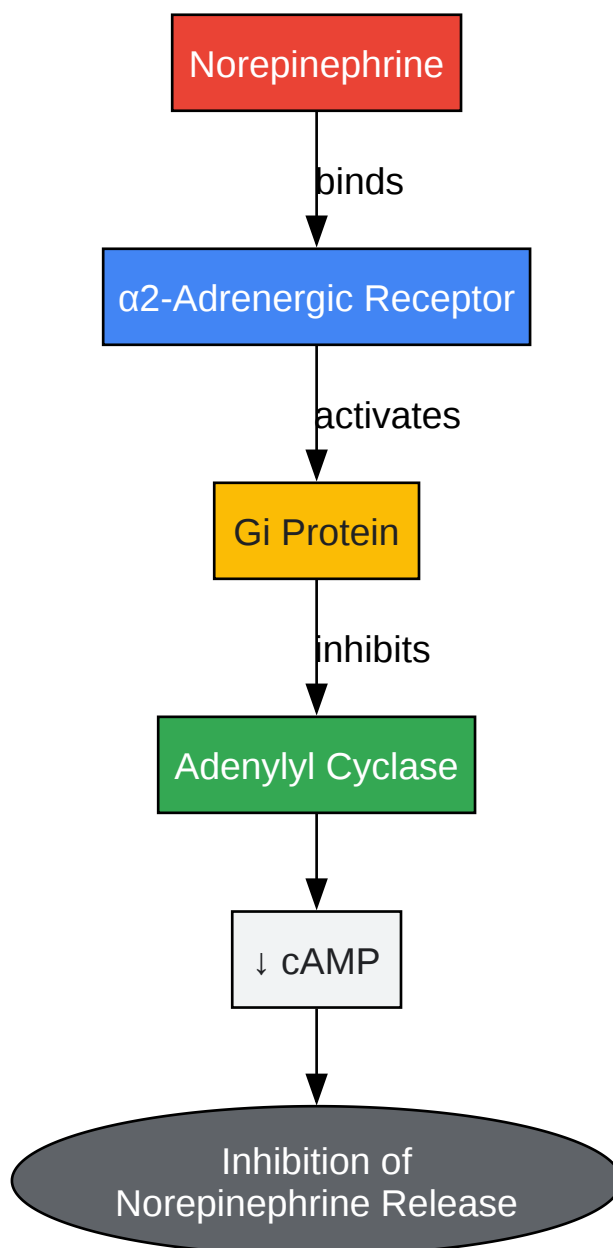 Norepinephrine
binds
α2-Adrenergic Receptor
activates
Gi Protein
inhibits
Adenylyl Cyclase
↓ cAMP
Inhibition of
Norepinephrine Release